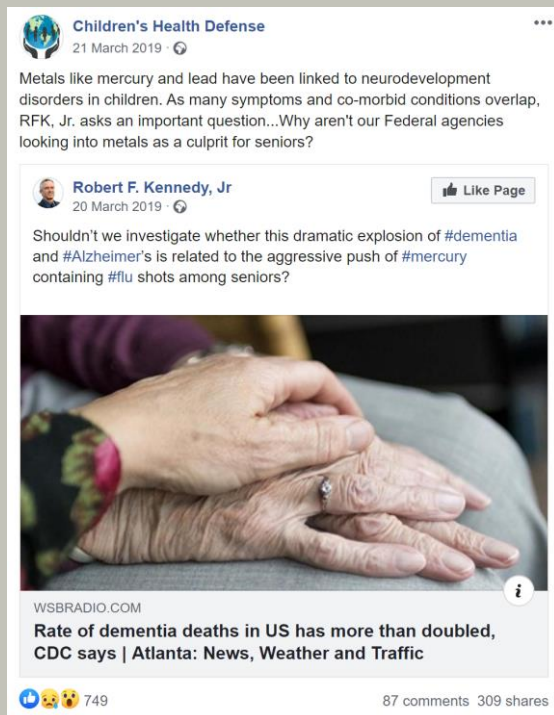 Children's Health Defense
21 March 2019 ·
Metals like mercury and lead have been linked to neurodevelopment
disorders in children. As many symptoms and co-morbid conditions overlap,
RFK, Jr. asks an important question...Why aren't our Federal agencies
looking into metals as a culprit for seniors?
Robert F. Kennedy, Jr
20 March 2019 ·
Like Page
Shouldn't we investigate whether this dramatic explosion of #dementia
and #Alzheimer's is related to the aggressive push of #mercury
containing #flu shots among seniors?
i
WSBRADIO.COM
Rate of dementia deaths in US has more than doubled,
CDC says | Atlanta: News, Weather and Traffic
749
87 comments 309 shares